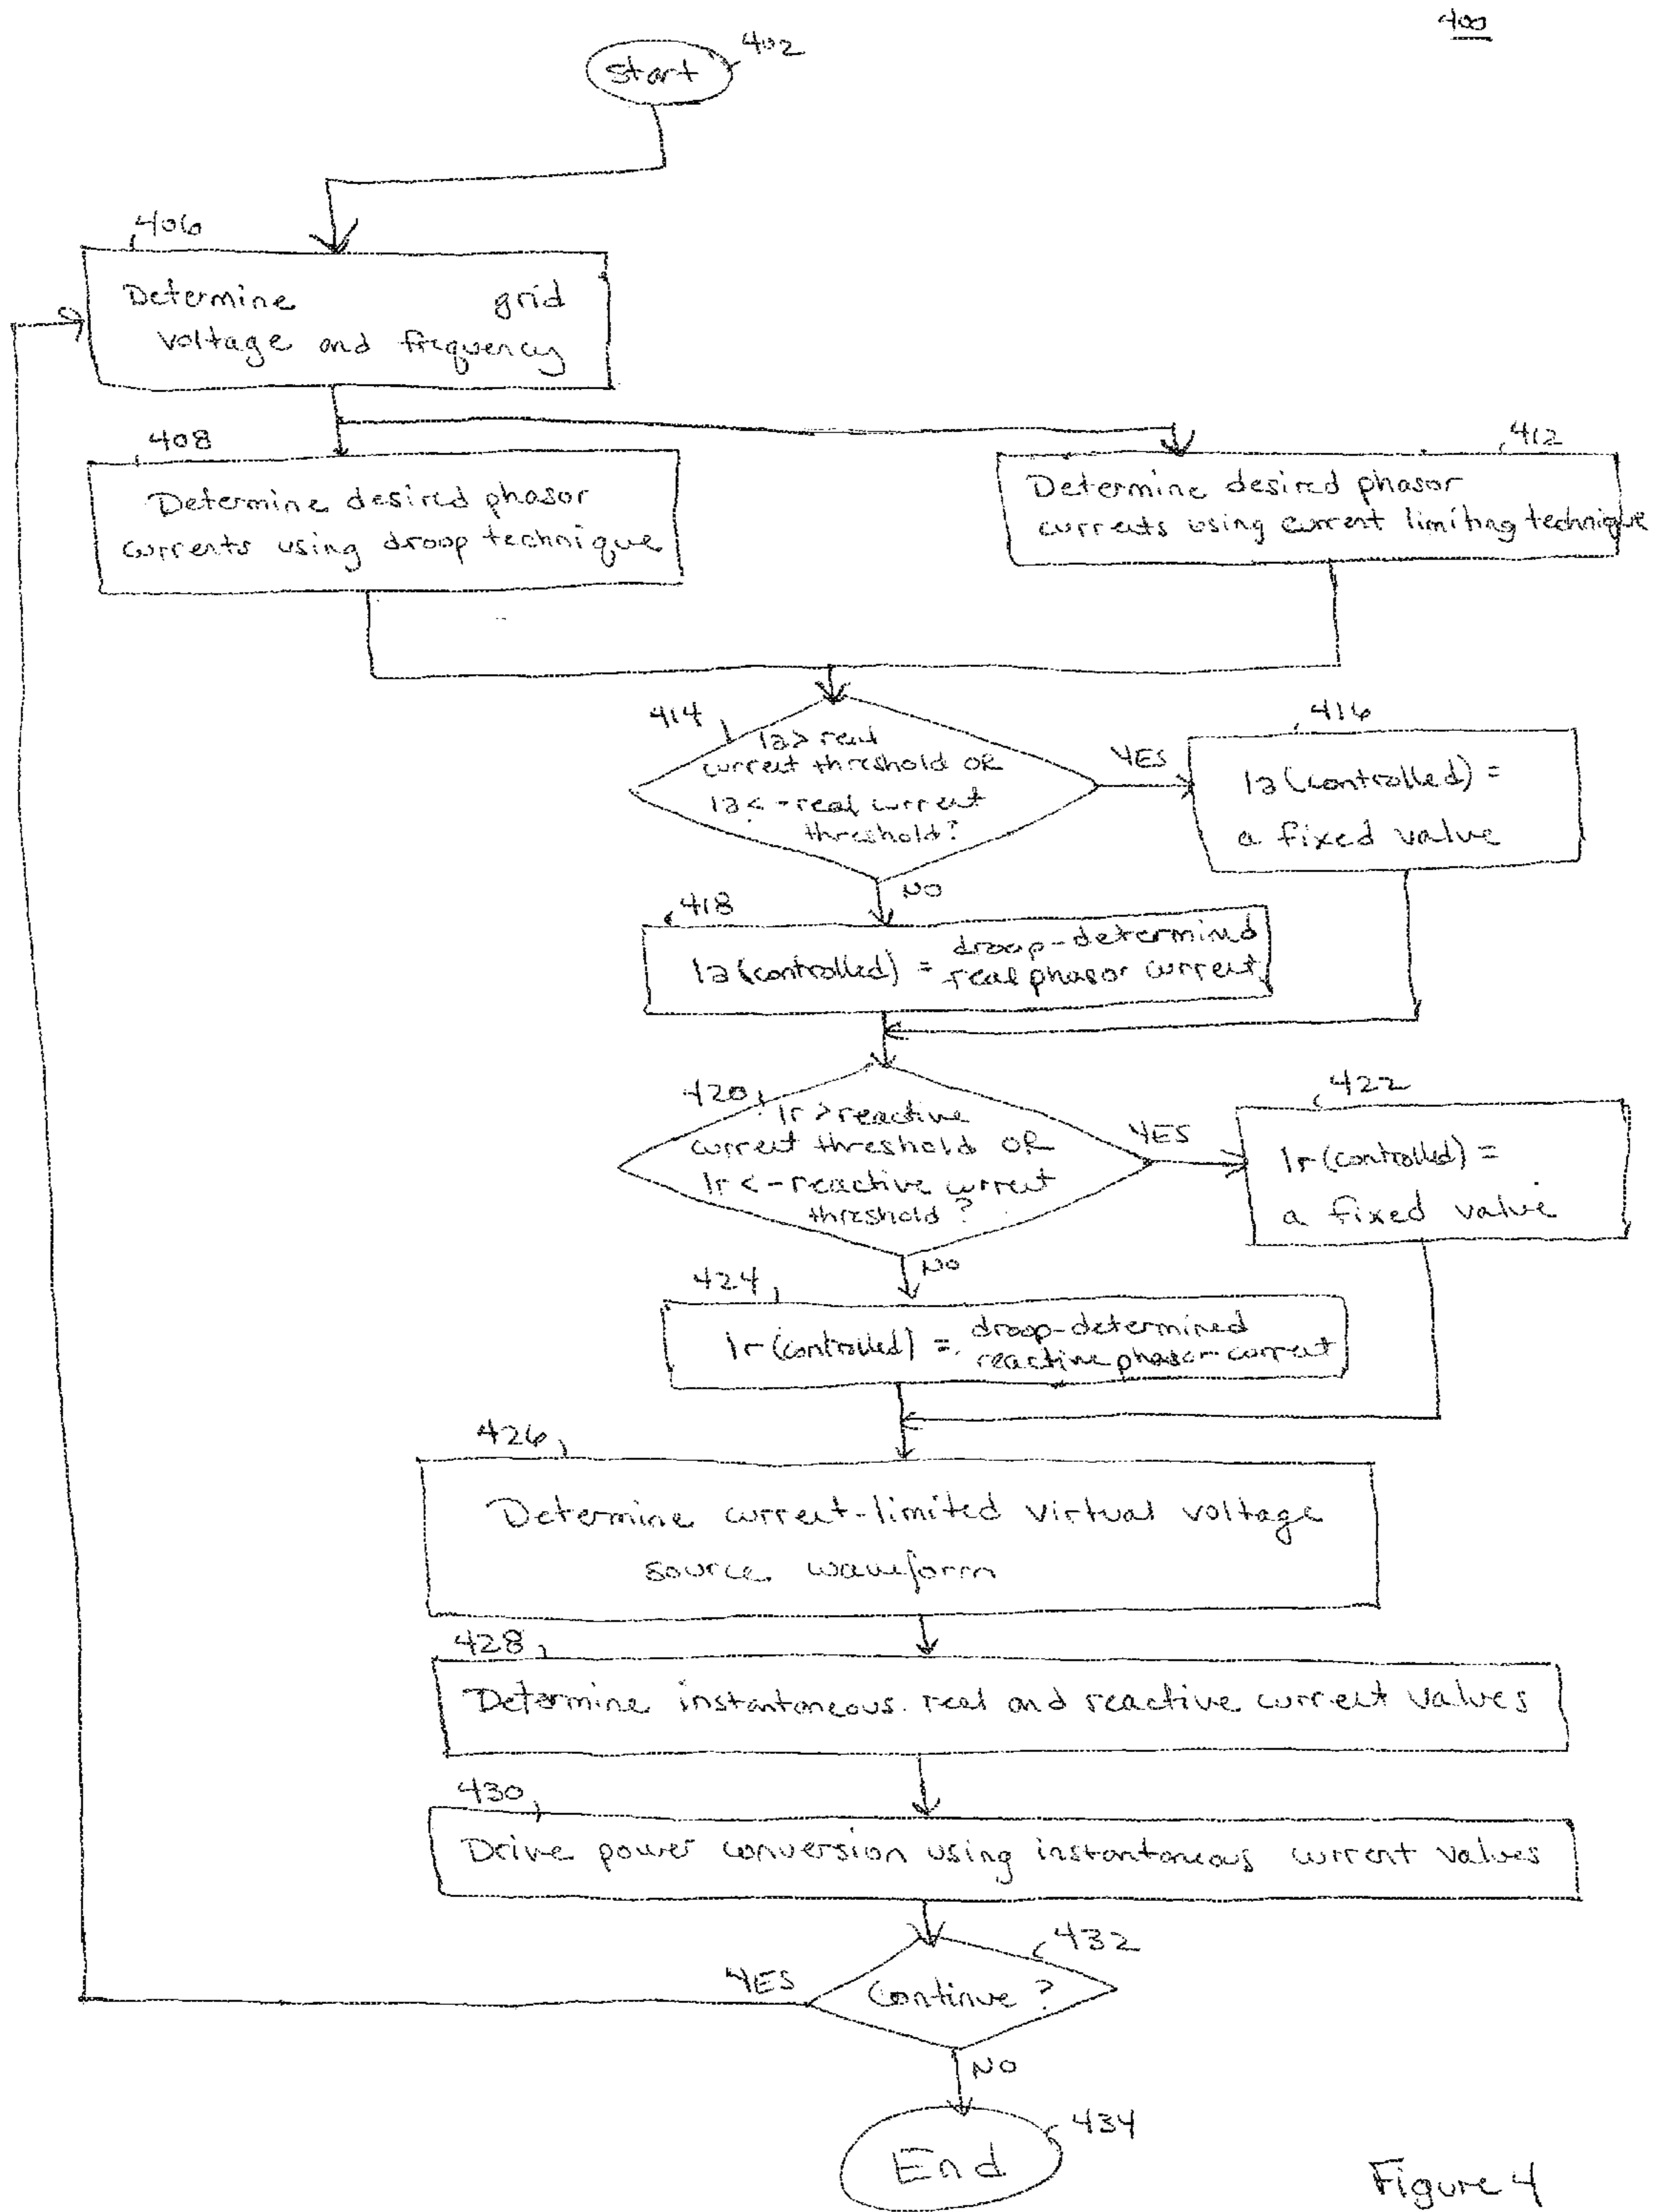 400
start
402
406
Determine grid
voltage and frequency
408
Determine desired phasor
currents using droop technique
412
Determine desired phasor
currents using current limiting technique
414
Ia > real
current threshold OR
Ia < -real current
threshold?
YES
416
Ia (controlled) =
a fixed value
NO
418
Ia (controlled) = droop-determined
real phasor current
420
Ir > reactive
current threshold OR
Ir < -reactive current
threshold?
YES
422
Ir (controlled) =
a fixed value
NO
424
Ir (controlled) = droop-determined
reactive phasor current
426
Determine current-limited virtual voltage
source waveform
428
Determine instantaneous real and reactive current values
430
Drive power conversion using instantaneous current values
432
Continue?
YES
NO
434
End
Figure 4